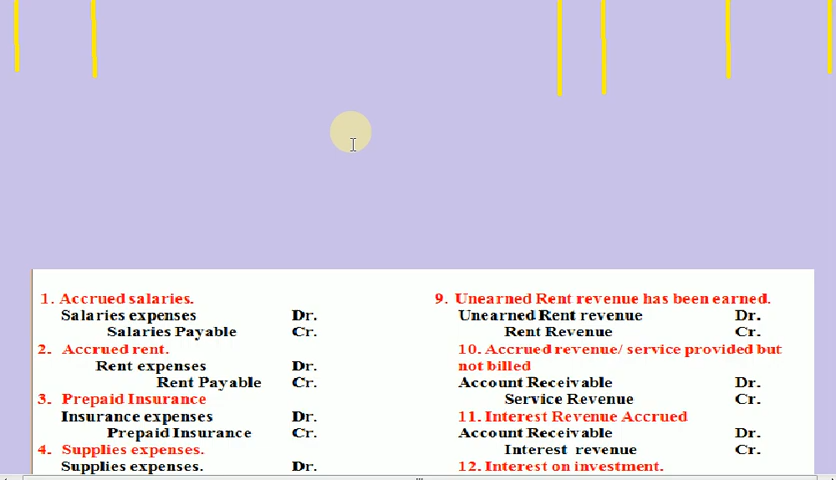 1. Accrued salaries.
Salaries expenses Dr.
Salaries Payable Cr.
2. Accrued rent.
Rent expenses Dr.
Rent Payable Cr.
3. Prepaid Insurance
Insurance expenses Dr.
Prepaid Insurance Cr.
4. Supplies expenses.
Supplies expenses. Dr.
9. Unearned Rent revenue has been earned.
Unearned Rent revenue Dr.
Rent Revenue Cr.
10. Accrued revenue/ service provided but
not billed
Account Receivable Dr.
Service Revenue Cr.
11. Interest Revenue Accrued
Account Receivable Dr.
Interest revenue Cr.
12. Interest on investment.